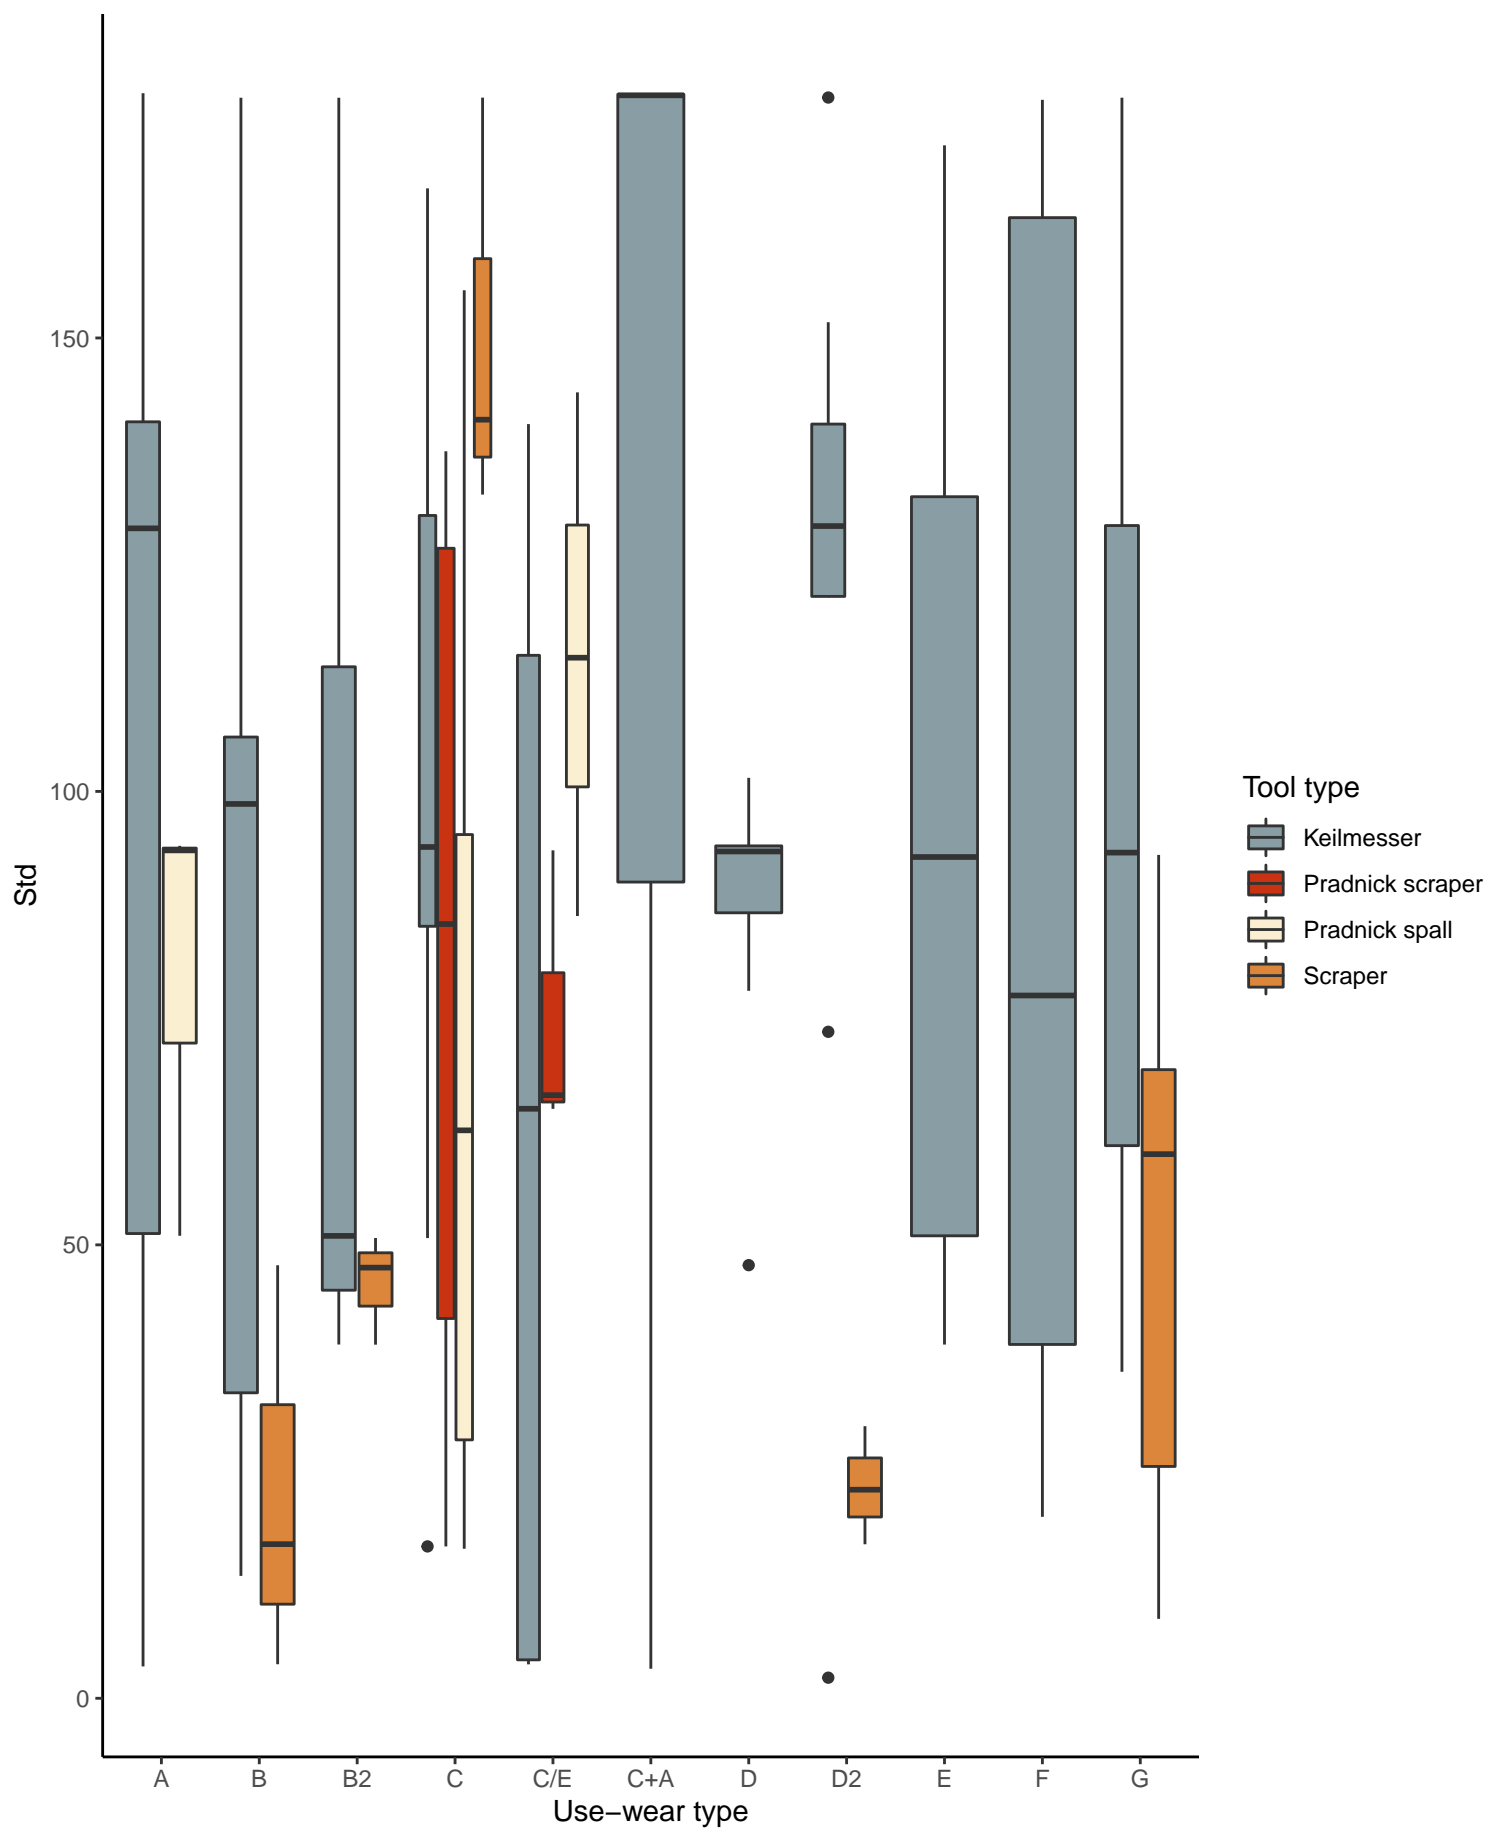 Std
150
100
50
0
A
B
B2
C
C/E
C+A
D
D2
E
F
G
Use−wear type
Tool type
Keilmesser
Pradnick scraper
Pradnick spall
Scraper